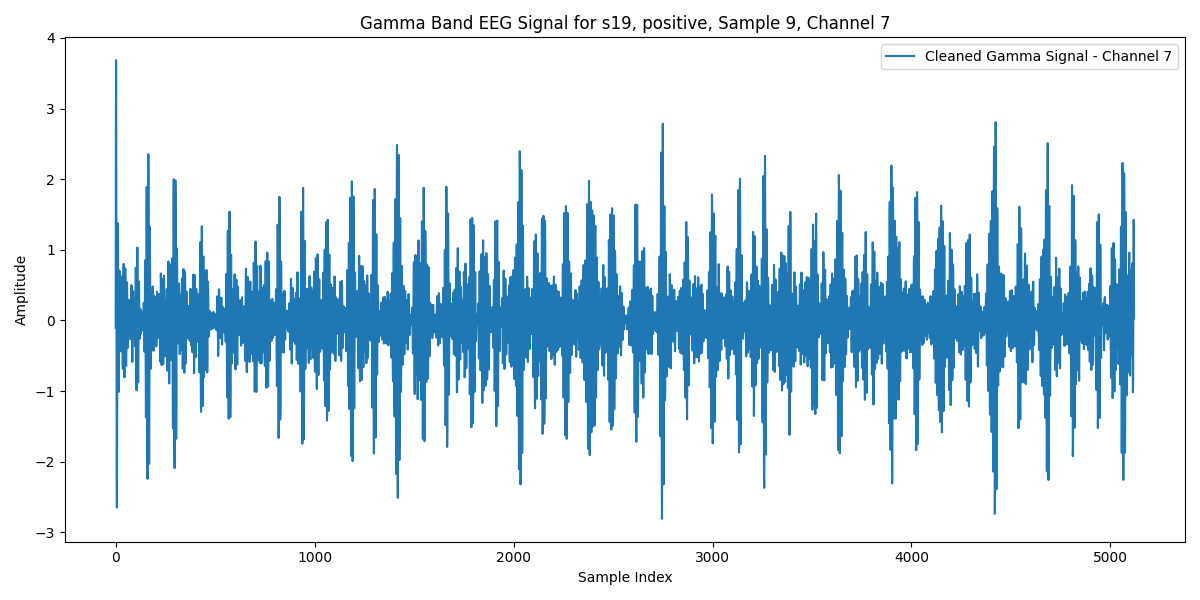 Gamma Band EEG Signal for s19, positive, Sample 9, Channel 7
Cleaned Gamma Signal - Channel 7
Amplitude
4
3
2
1
0
−1
−2
−3
0 1000 2000 3000 4000 5000
Sample Index